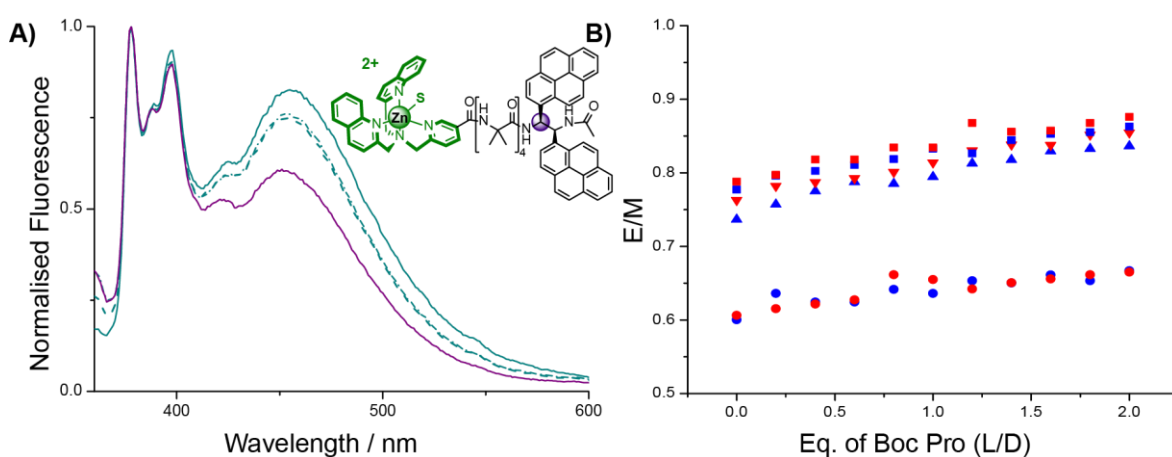 A)
B)
1.0
0.5
0.0
400
500
600
Normalised Fluorescence
Wavelength / nm
2+
N
S
Zn
N
N
N
O
N
H
O
4
H
N
H
N
O
1.0
0.9
0.8
0.7
0.6
0.5
0.0
0.5
1.0
1.5
2.0
E/M
Eq. of Boc Pro (L/D)